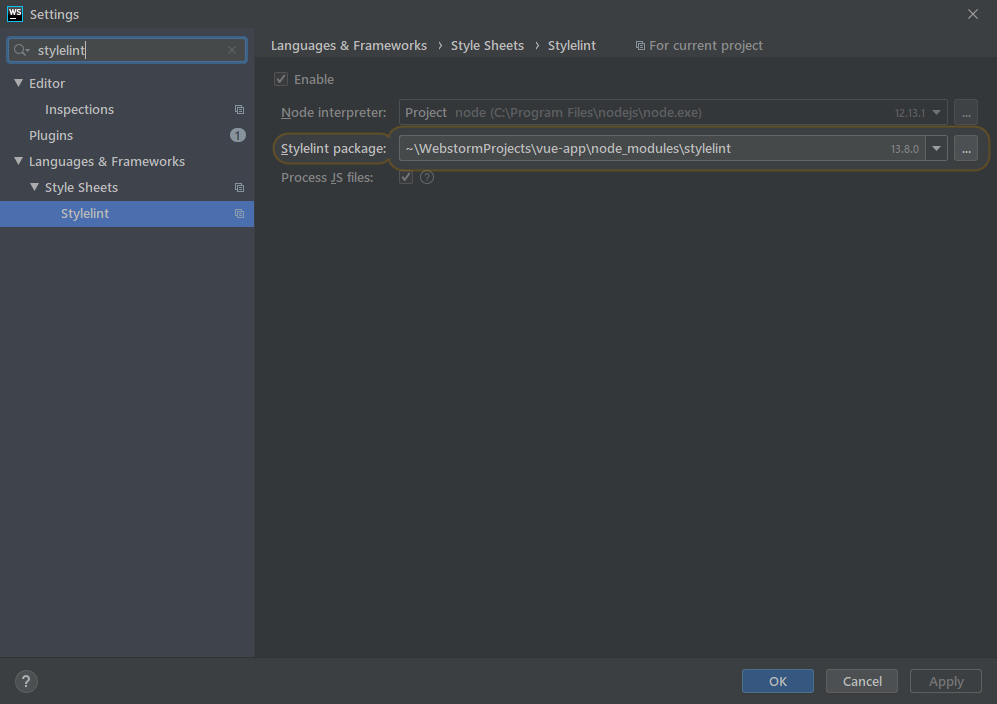 WS Settings
stylelint
Editor
Inspections
Plugins 1
Languages & Frameworks
Style Sheets
Stylelint
Languages & Frameworks › Style Sheets › Stylelint For current project
Enable
Node interpreter: Project node (C:\Program Files\nodejs\node.exe) 12.13.1 ...
Stylelint package: ~\WebstormProjects\vue-app\node_modules\stylelint 13.8.0 ...
Process JS files: ?
? OK Cancel Apply